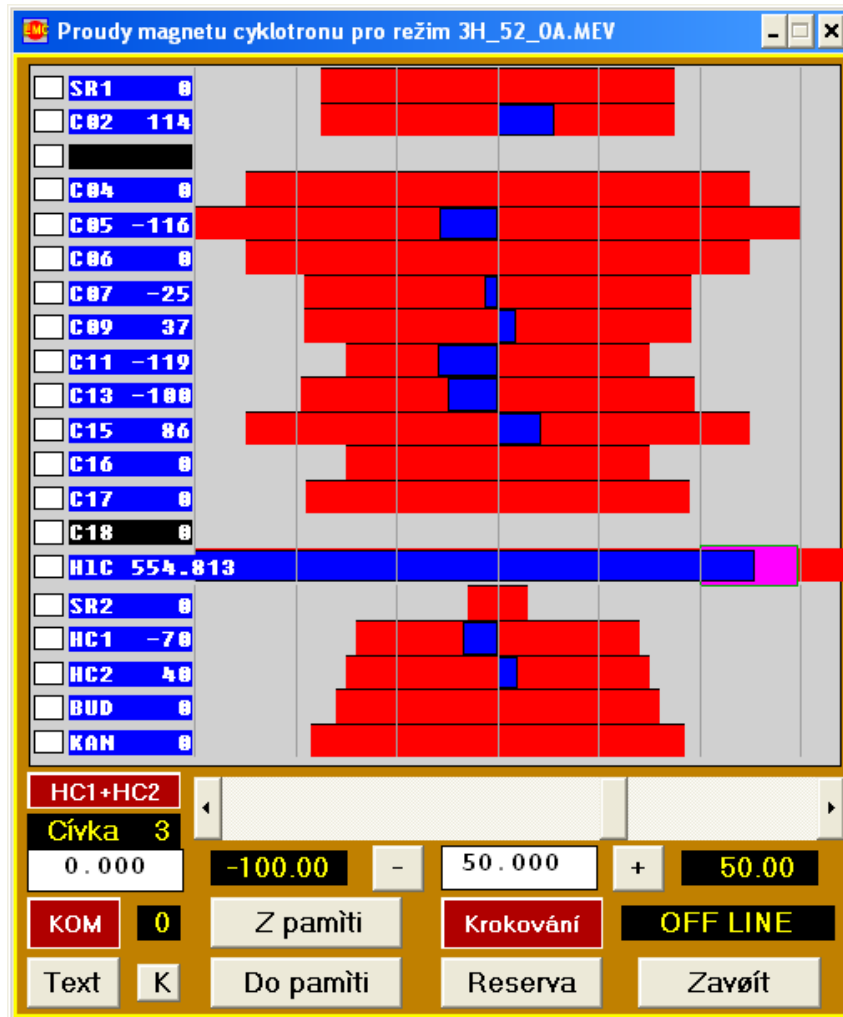 Proudy magnetu cyklotronu pro režim 3H_52_0A.MEV
SR1 0
C02 114
C04 0
C05 -116
C06 0
C07 -25
C09 37
C11 -119
C13 -100
C15 86
C16 0
C17 0
C18 0
H1C 554.813
SR2 0
HC1 -70
HC2 40
BUD 0
KAN 0
HC1+HC2
Cívka 3
0.000 -100.00 - 50.000 + 50.00
KOM 0 Z pamìti Krokování OFF LINE
Text K Do pamìti Reserva Zavøít